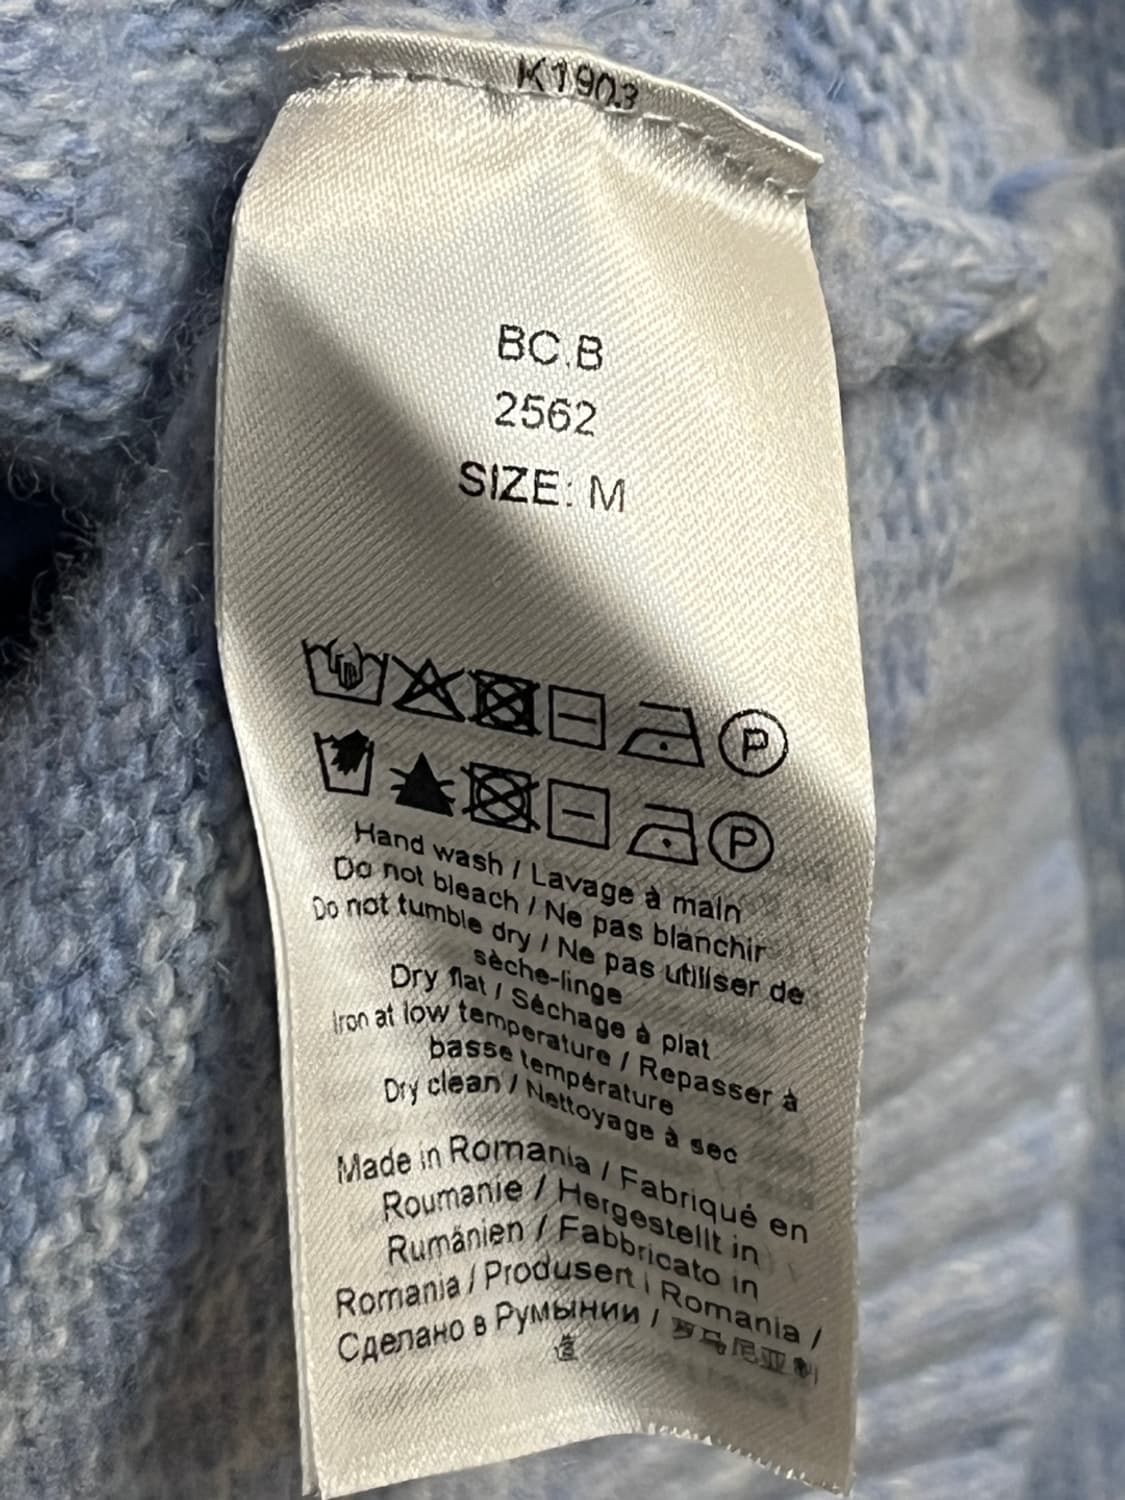 K1903
BC.B
2562
SIZE: M
P
P
Hand wash / Lavage à main
Do not bleach / Ne pas blanchir
Do not tumble dry / Ne pas utiliser de
sèche-linge
Dry flat / Séchage à plat
Iron at low temperature / Repasser à
basse température
Dry clean / Nettoyage à sec
Made in Romania / Fabriqué en
Roumanie / Hergestellt in
Rumänien / Fabbricato in
Romania / Produsert i Romania /
Сделано в Румынии / 罗马尼亚制
造